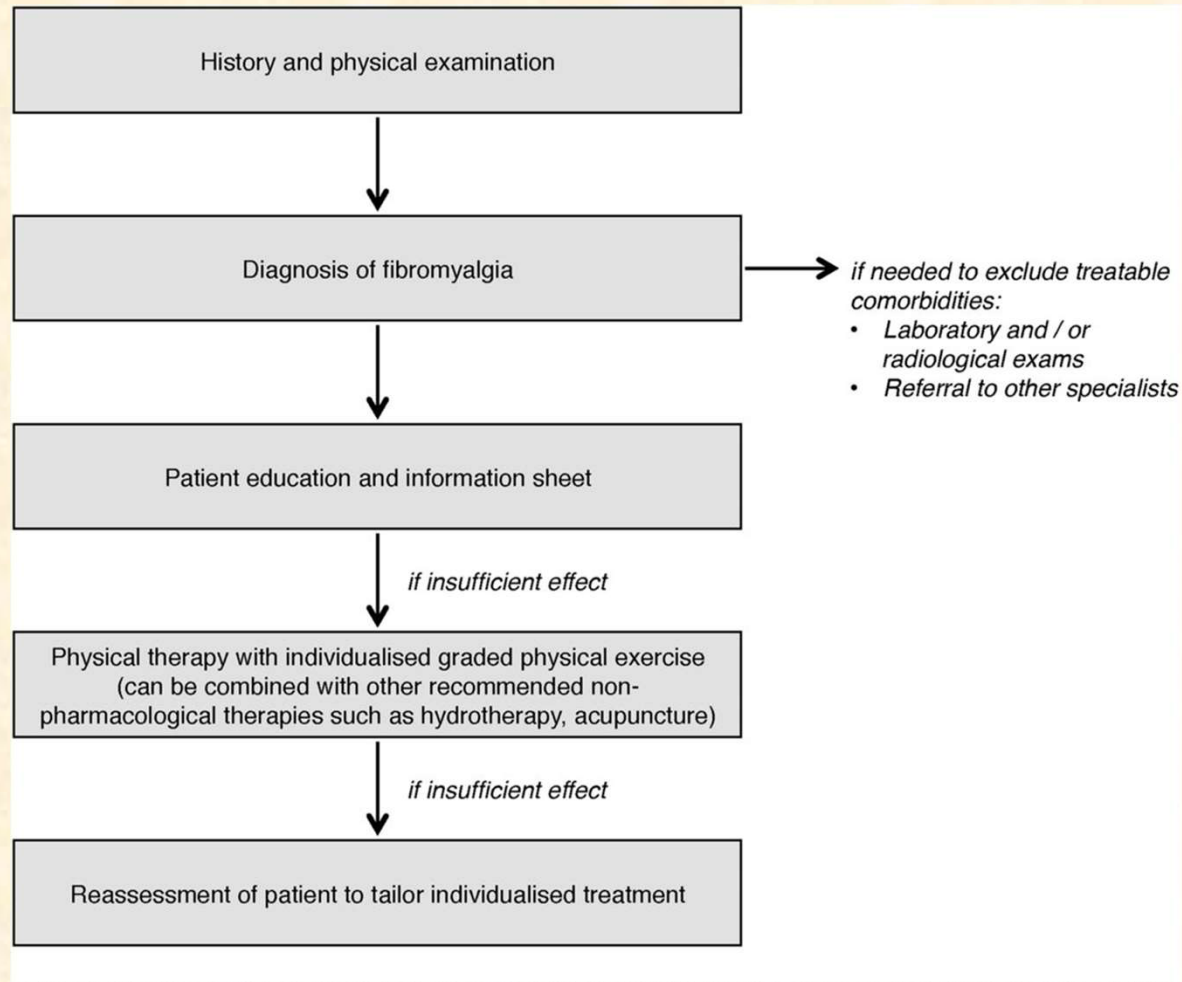 History and physical examination
Diagnosis of fibromyalgia
if needed to exclude treatable
comorbidities:
• Laboratory and / or
radiological exams
• Referral to other specialists
Patient education and information sheet
if insufficient effect
Physical therapy with individualised graded physical exercise
(can be combined with other recommended non-
pharmacological therapies such as hydrotherapy, acupuncture)
if insufficient effect
Reassessment of patient to tailor individualised treatment